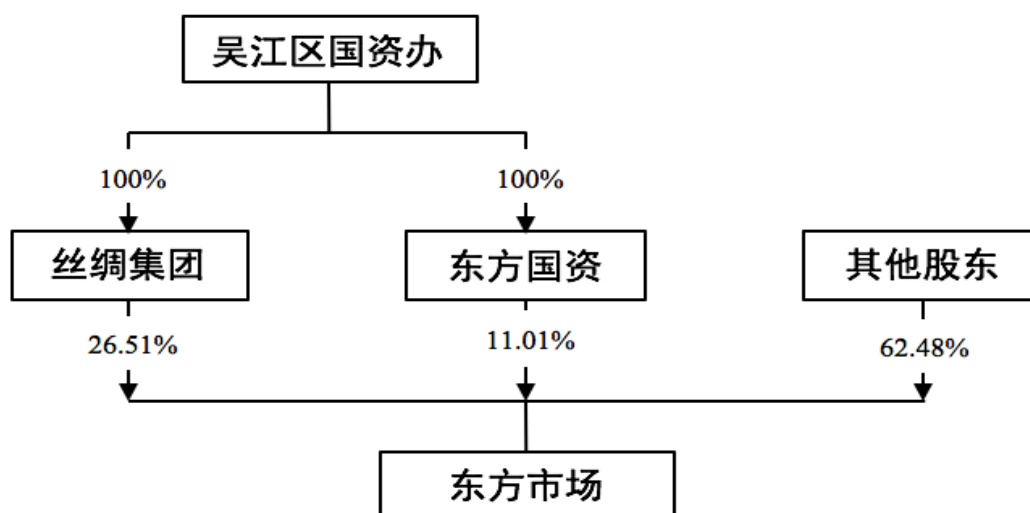 吴江区国资办
100%
100%
丝绸集团
东方国资
其他股东
26.51%
11.01%
62.48%
东方市场